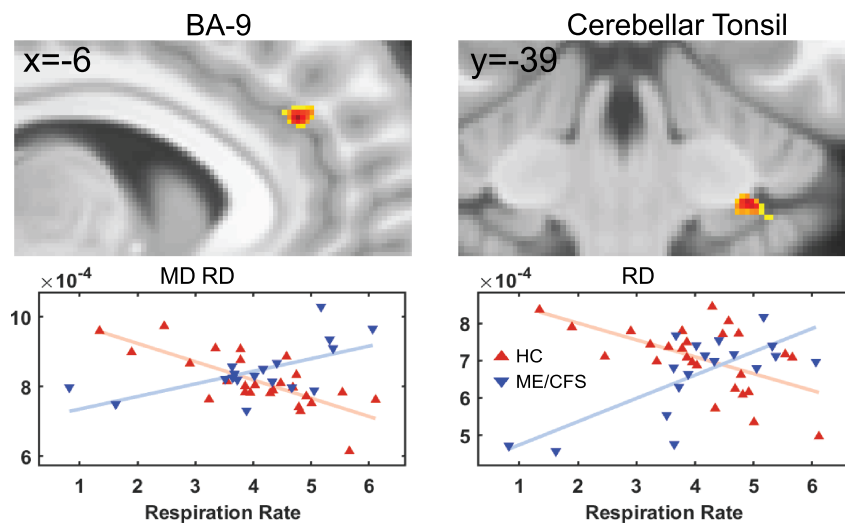 BA-9
Cerebellar Tonsil
x=-6
y=-39
×10-4
MD RD
10
8
6
1 2 3 4 5 6
Respiration Rate
×10-4
RD
8
7
6
5
HC
ME/CFS
1 2 3 4 5 6
Respiration Rate